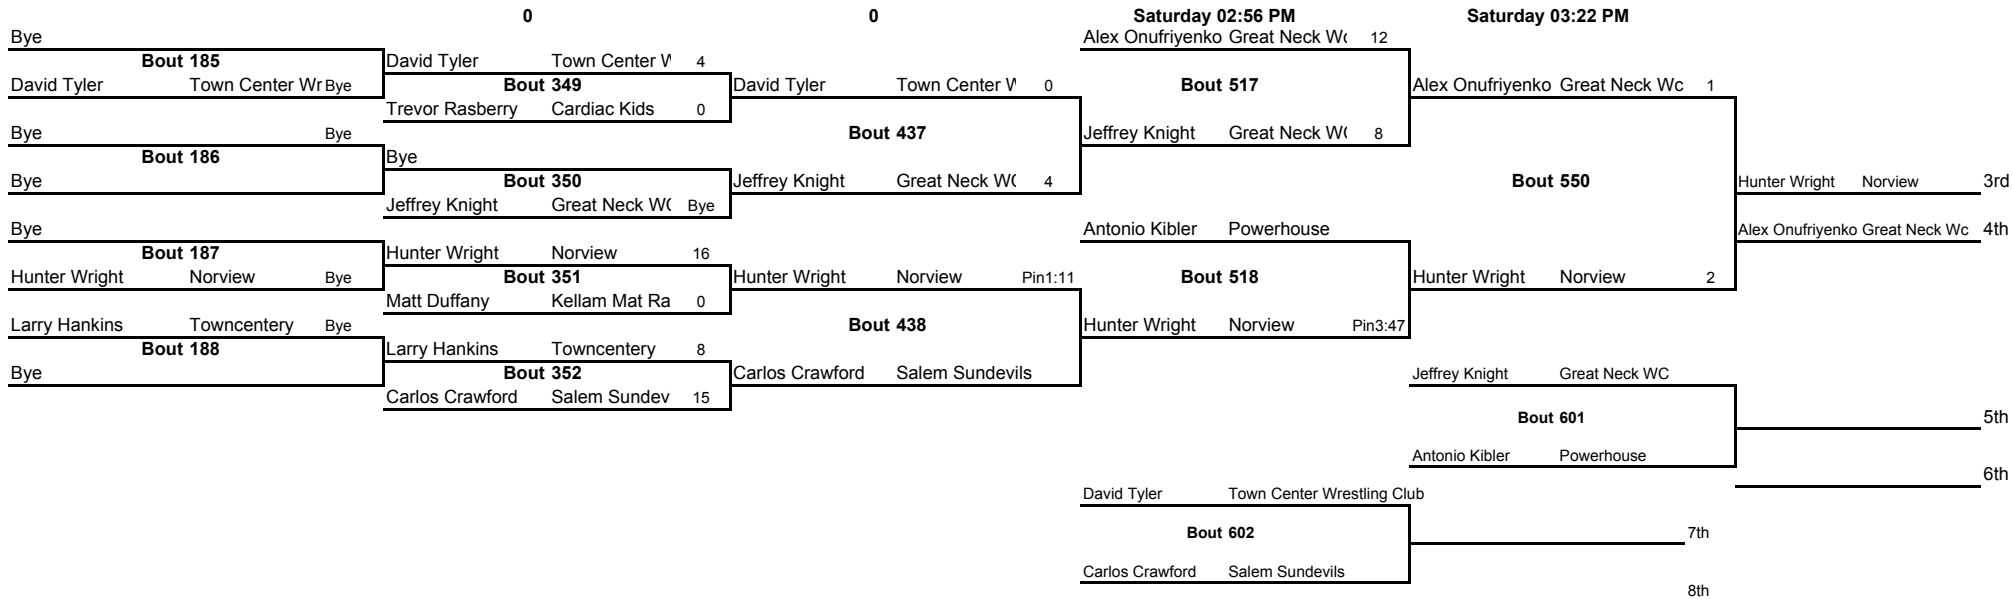 0 0 Saturday 02:56 PM Saturday 03:22 PM
Bye Alex Onufriyenko Great Neck Wc 12
Bout 185 David Tyler Town Center W 4
David Tyler Town Center Wr Bye Bout 349 David Tyler Town Center W 0 Bout 517 Alex Onufriyenko Great Neck Wc 1
Trevor Rasberry Cardiac Kids 0
Bye Bye Bout 437 Jeffrey Knight Great Neck WC 8
Bout 186 Bye
Bye Bout 350 Jeffrey Knight Great Neck WC 4 Bout 550 Hunter Wright Norview 3rd
Jeffrey Knight Great Neck WC Bye
Bye Antonio Kibler Powerhouse Alex Onufriyenko Great Neck Wc 4th
Bout 187 Hunter Wright Norview 16
Hunter Wright Norview Bye Bout 351 Hunter Wright Norview Pin1:11 Bout 518 Hunter Wright Norview 2
Matt Duffany Kellam Mat Ra 0
Larry Hankins Towncentery Bye Bout 438 Hunter Wright Norview Pin3:47
Bout 188 Larry Hankins Towncentery 8
Bye Bout 352 Carlos Crawford Salem Sundevils Jeffrey Knight Great Neck WC
Carlos Crawford Salem Sundev 15
Bout 601 5th
Antonio Kibler Powerhouse
6th
David Tyler Town Center Wrestling Club
Bout 602 7th
Carlos Crawford Salem Sundevils
8th